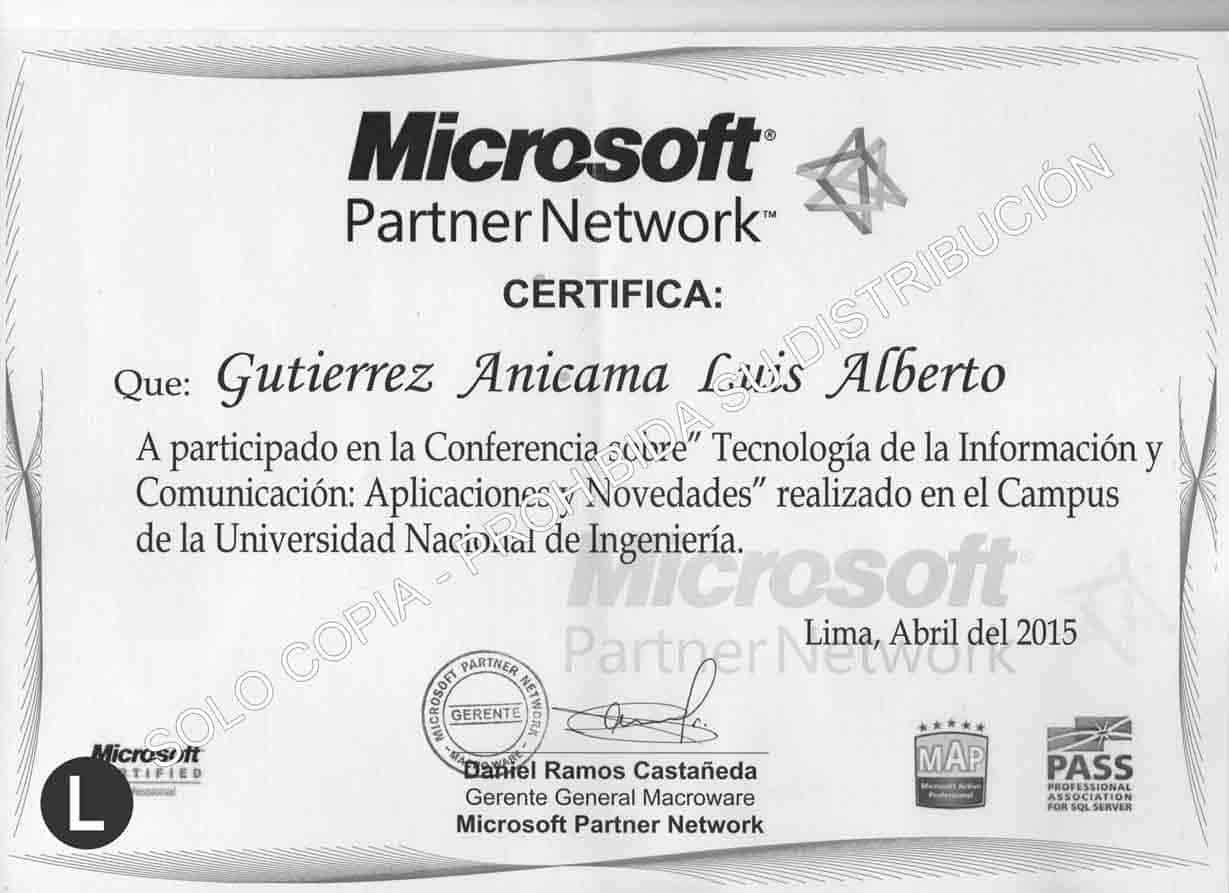 Microsoft®
Partner Network™
CERTIFICA:
Que: Gutierrez Anicama Luis Alberto
A participado en la Conferencia sobre" Tecnología de la Información y
Comunicación: Aplicaciones y Novedades" realizado en el Campus
de la Universidad Nacional de Ingeniería.
SOLO COPIA - PROHIBIDA SU DISTRIBUCIÓN
Microsoft
Partner Network
Lima, Abril del 2015
MICROSOFT PARTNER NETWORK
GERENTE
- MACROWARE -
Daniel Ramos Castañeda
Gerente General Macroware
Microsoft Partner Network
Microsoft
TIFIED
L
MAP
Microsoft Active
Professional
PASS
PROFESSIONAL
ASSOCIATION
FOR SQL SERVER